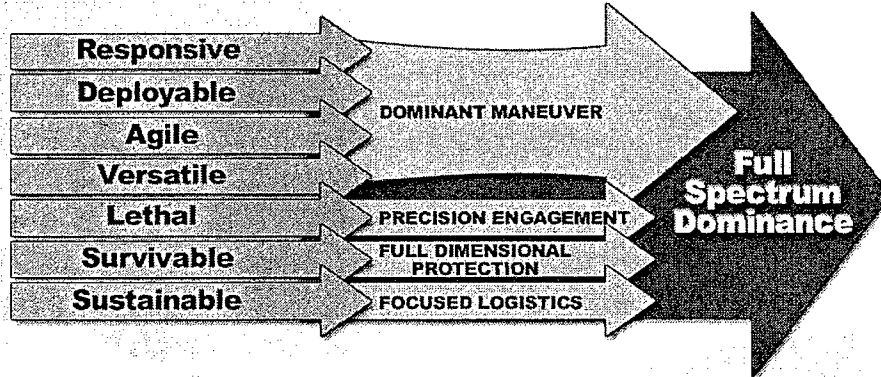 Responsive
Deployable
Agile
Versatile
Lethal
Survivable
Sustainable
DOMINANT MANEUVER
PRECISION ENGAGEMENT
FULL DIMENSIONAL
PROTECTION
FOCUSED LOGISTICS
Full
Spectrum
Dominance